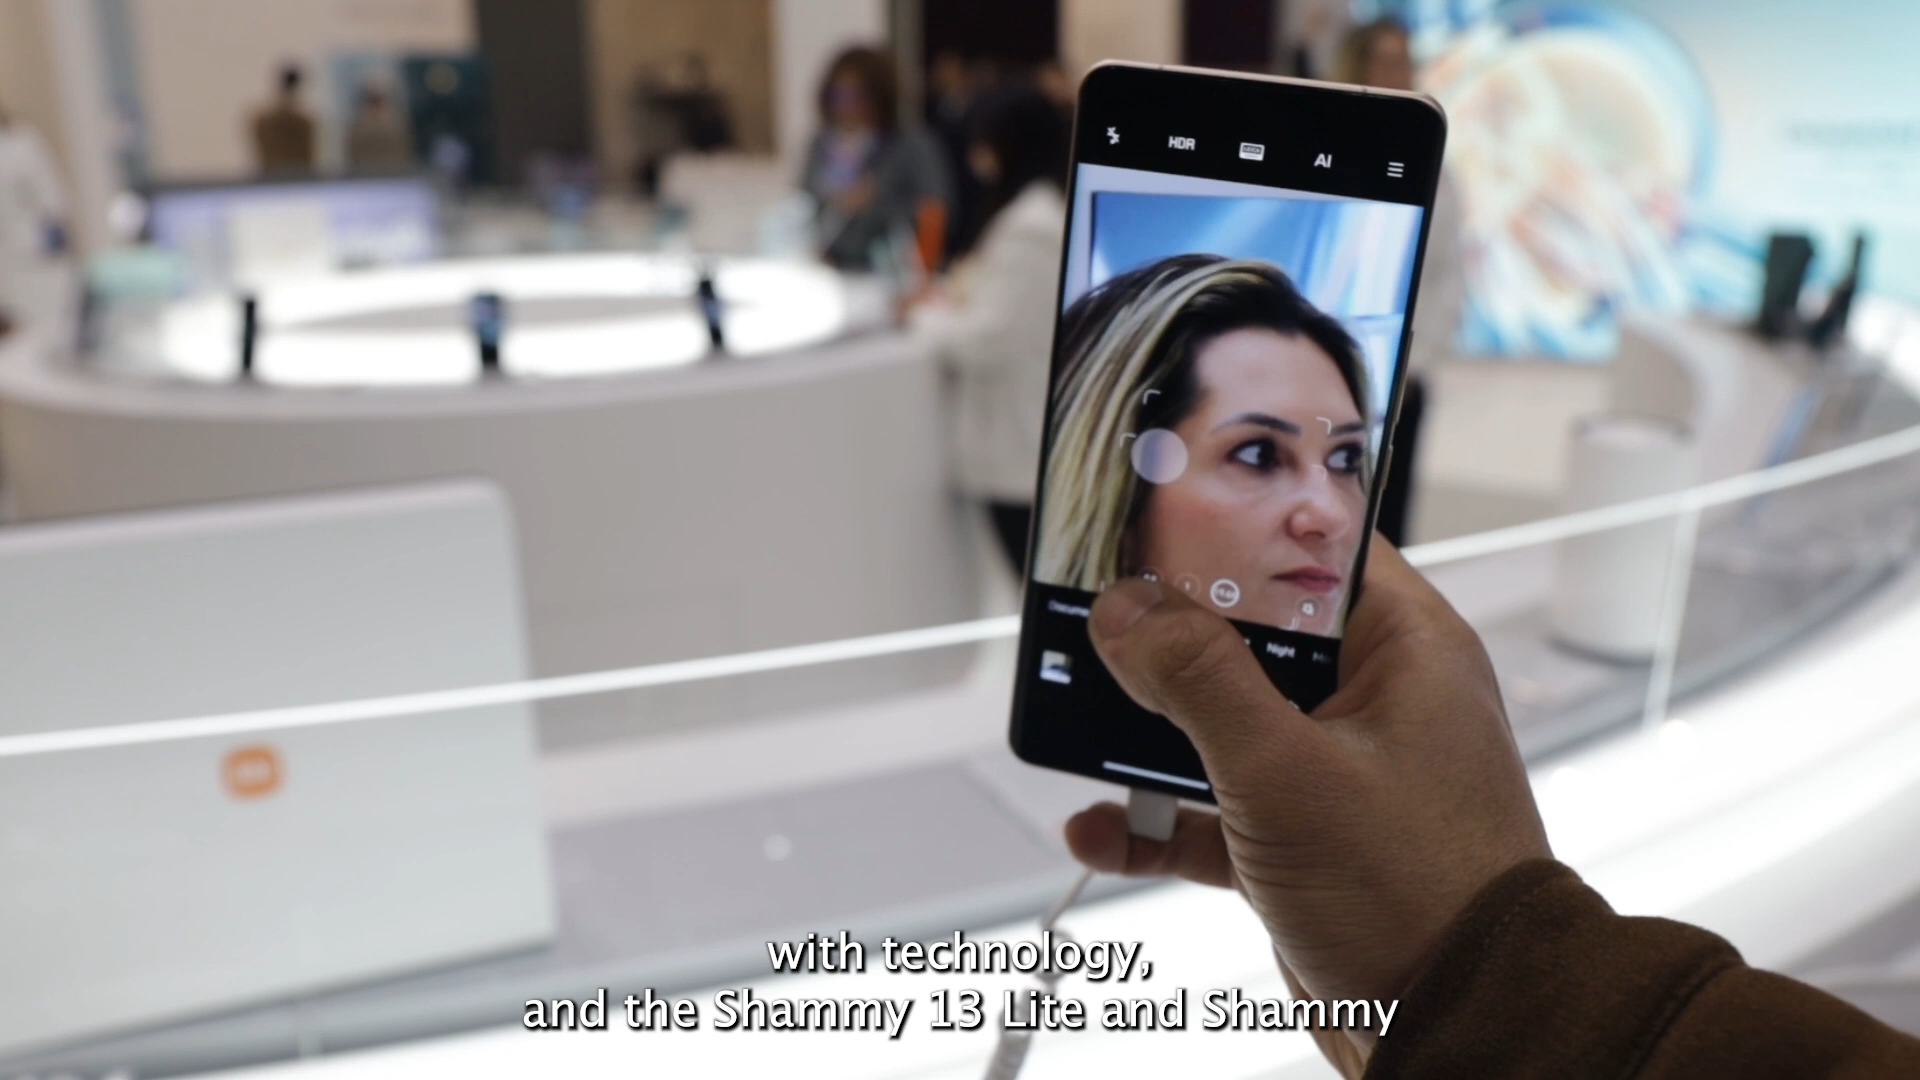 HDR
AI
Night
with technology,
and the Shammy 13 Lite and Shammy